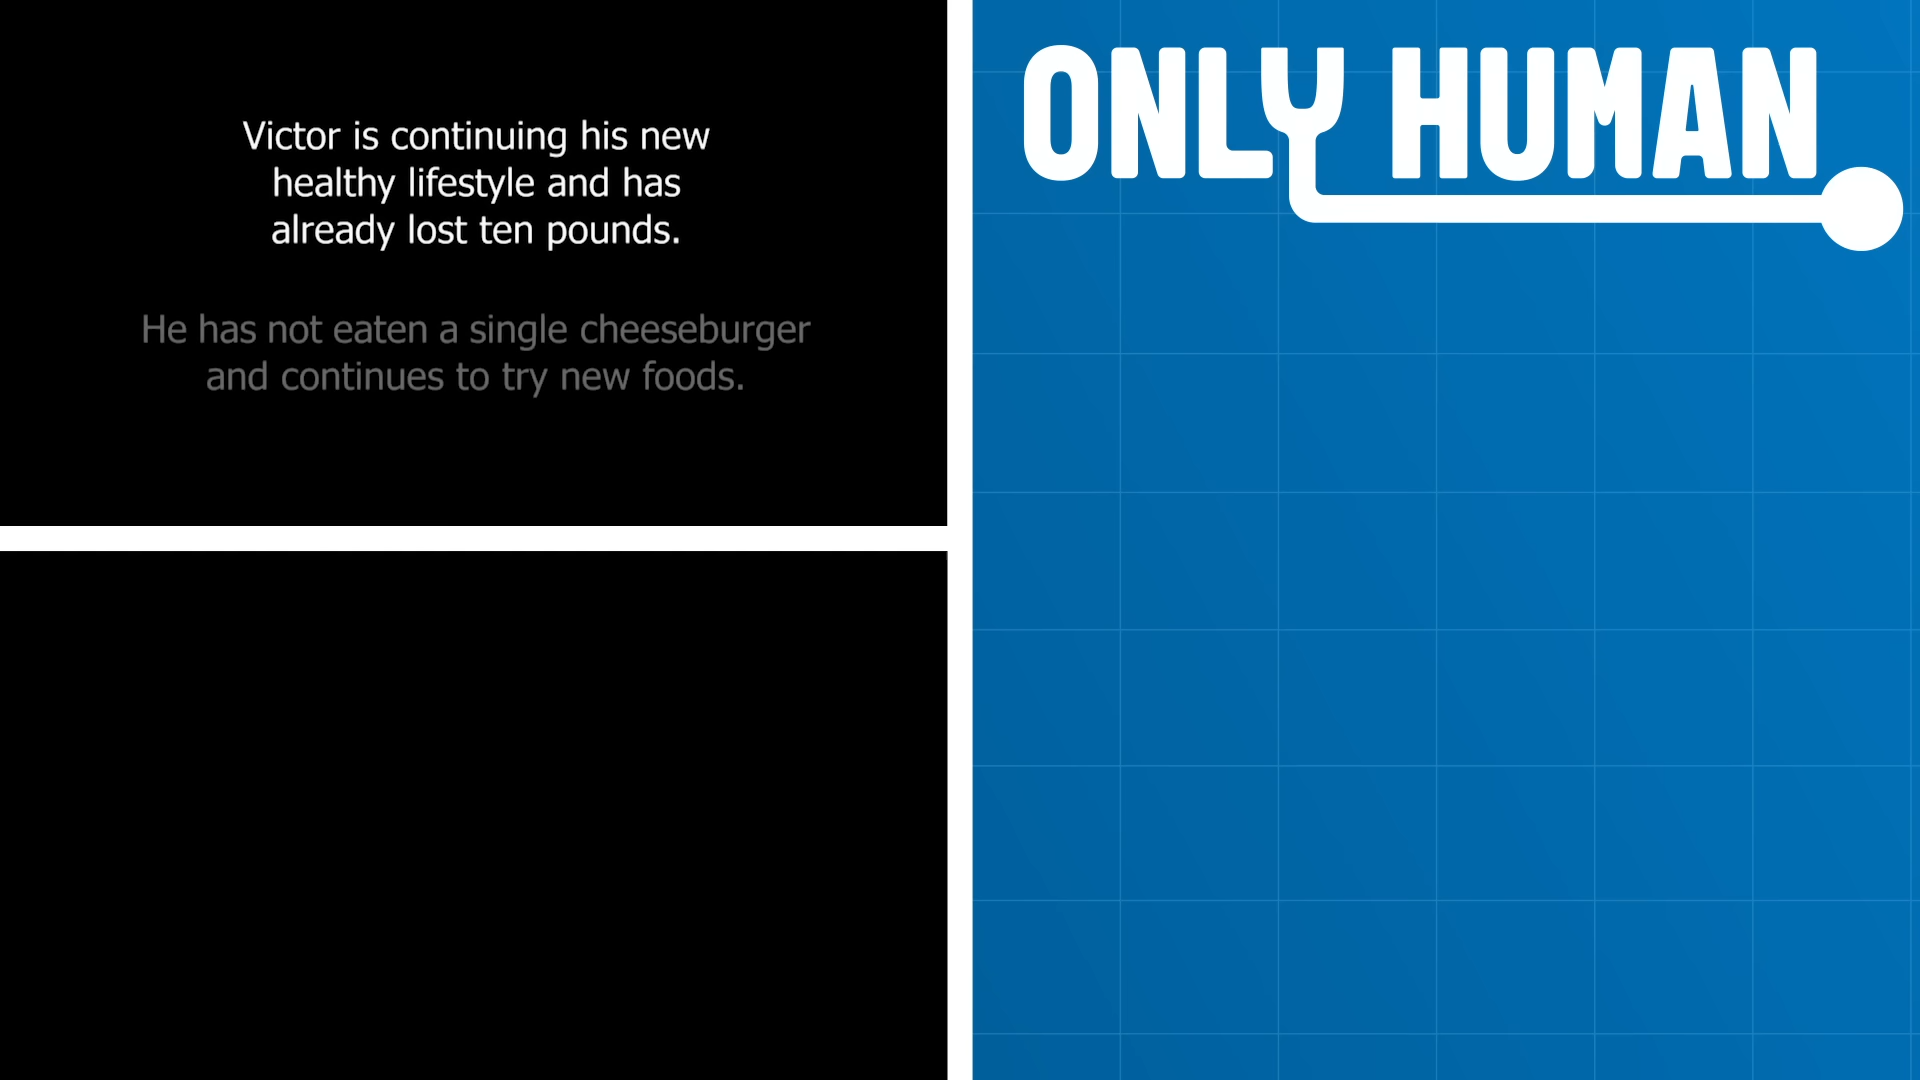 Victor is continuing his new
healthy lifestyle and has
already lost ten pounds.
He has not eaten a single cheeseburger
and continues to try new foods.
ONLY HUMAN